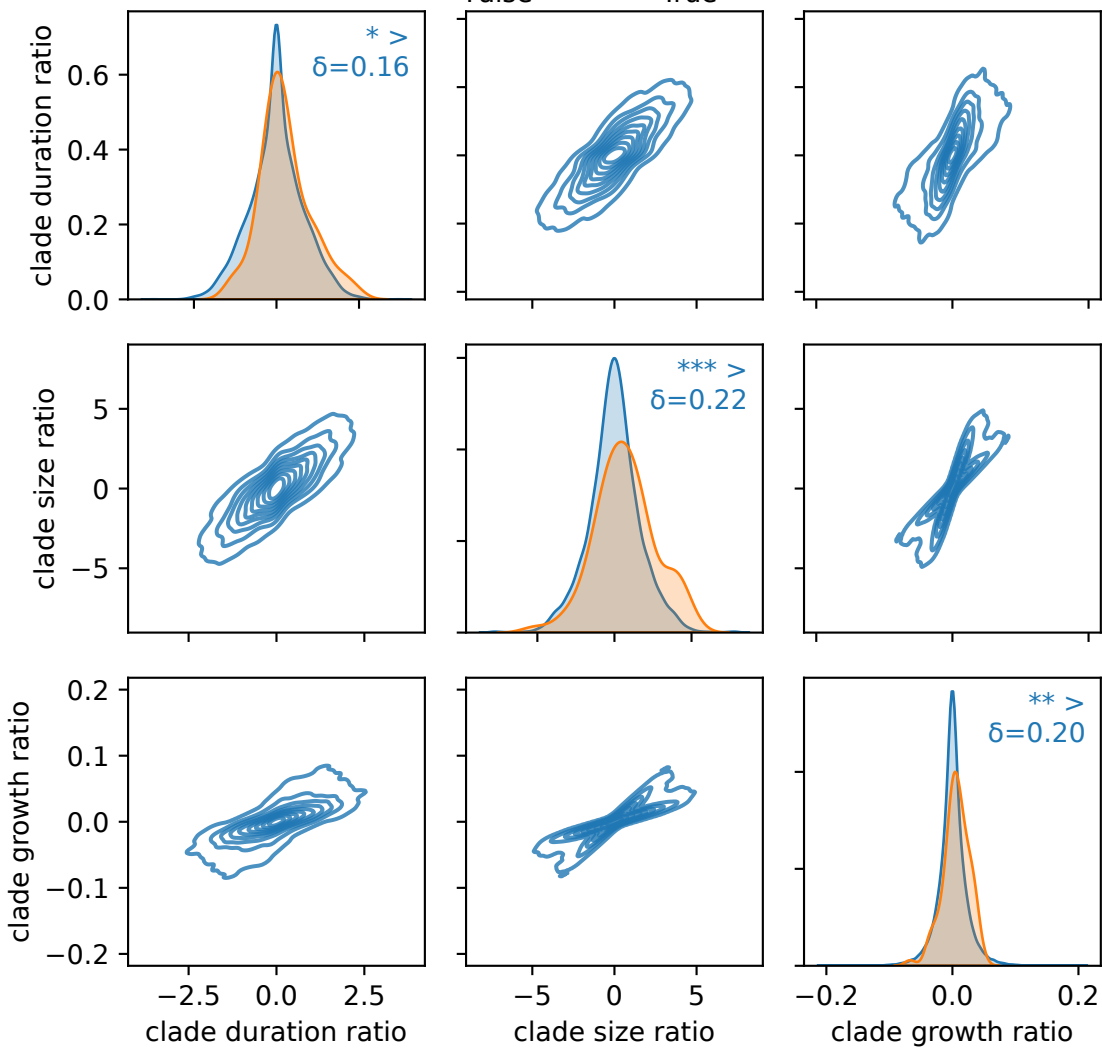 True
clade duration ratio
0.6
0.4
0.2
0.0
* >
δ=0.16
clade size ratio
5
0
−5
*** >
δ=0.22
clade growth ratio
0.2
0.1
0.0
−0.1
−0.2
** >
δ=0.20
−2.5 0.0 2.5
−5 0 5
−0.2 0.0 0.2
clade duration ratio
clade size ratio
clade growth ratio